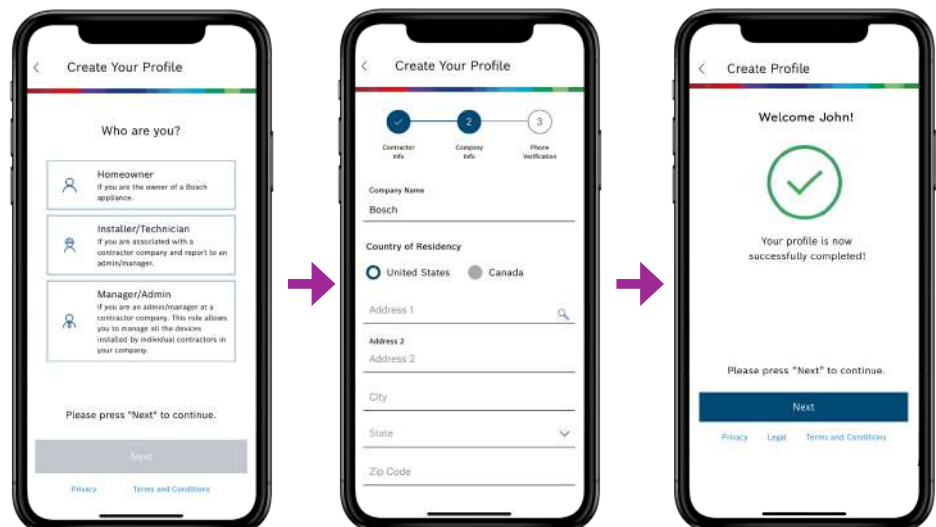 Create Your Profile
Who are you?
Homeowner
If you are the owner of a Bosch
appliance.
Installer/Technician
If you are associated with a
contractor company and report to an
admin/manager.
Manager/Admin
If you are an admin/manager at a
contractor company. This role allows
you to manage all the devices
installed by individual contractors in
your company.
Please press "Next" to continue.
Next
Privacy
Terms and Conditions
Create Your Profile
2
3
Contractor
Info
Company
Info
Phone
Verification
Company Name
Bosch
Country of Residency
United States
Canada
Address 1
Address 2
Address 2
City
State
Zip Code
Create Profile
Welcome John!
Your profile is now
successfully completed!
Please press "Next" to continue.
Next
Privacy
Legal
Terms and Conditions